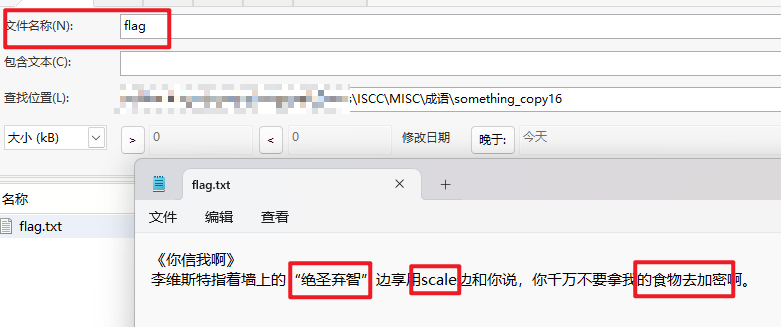 文件名称(N):
flag
包含文本(C):
查找位置(L):
\ISCC\MISC\成语\something_copy16
大小 (kB)
>
0
<
0
修改日期
晚于:
今天
名称
flag.txt
flag.txt
×
+
文件
编辑
查看
《你信我啊》
李维斯特指着墙上的 “绝圣弃智” 边享用scale边和你说，你千万不要拿我的食物去加密啊。